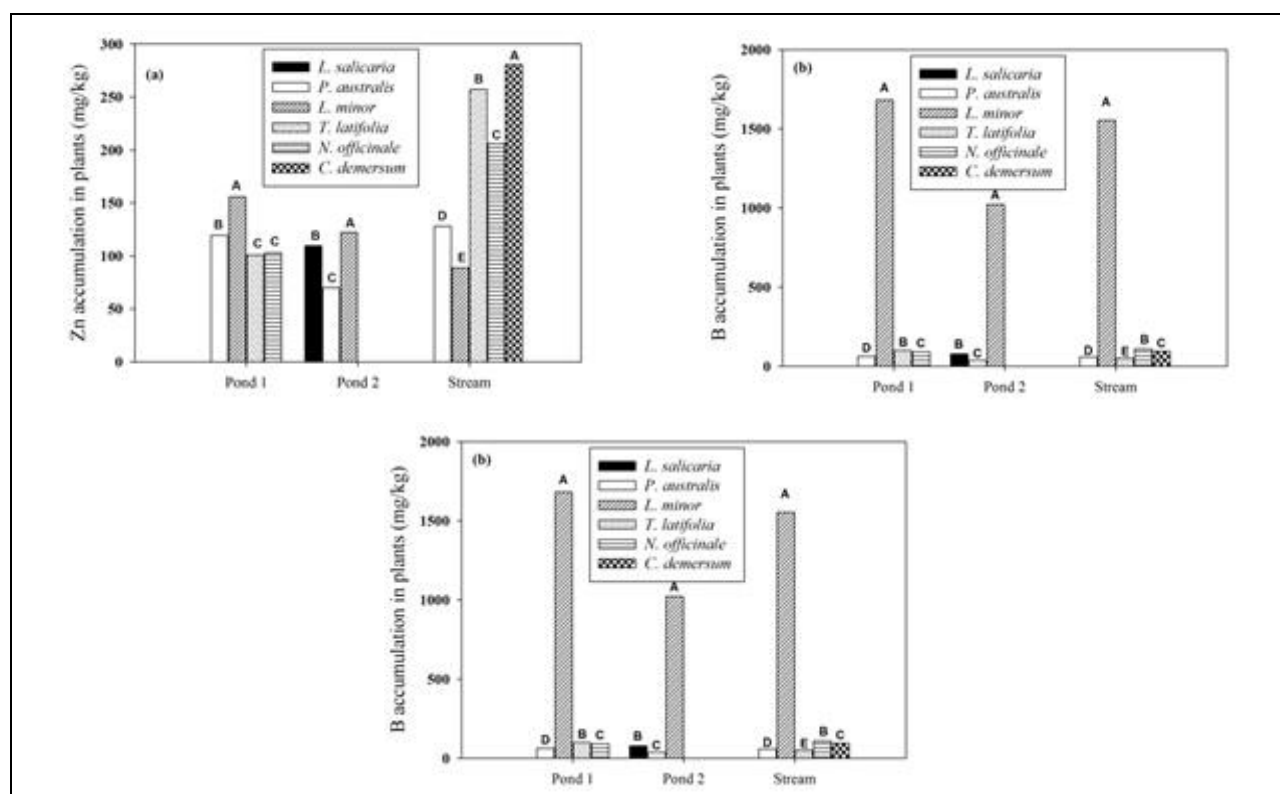 Zn accumulation in plants (mg/kg)
300
250
200
150
100
50
0
(a)
L. salicaria
P. australis
L. minor
T. latifolia
N. officinale
C. demersum
B
A
C
C
B
C
A
D
E
B
C
A
Pond 1
Pond 2
Stream
B accumulation in plants (mg/kg)
2000
1500
1000
500
0
(b)
L. salicaria
P. australis
L. minor
T. latifolia
N. officinale
C. demersum
D
A
B
C
B
C
A
D
A
E
B
C
Pond 1
Pond 2
Stream
B accumulation in plants (mg/kg)
2000
1500
1000
500
0
(b)
L. salicaria
P. australis
L. minor
T. latifolia
N. officinale
C. demersum
D
A
B
C
B
C
A
D
A
E
B
C
Pond 1
Pond 2
Stream